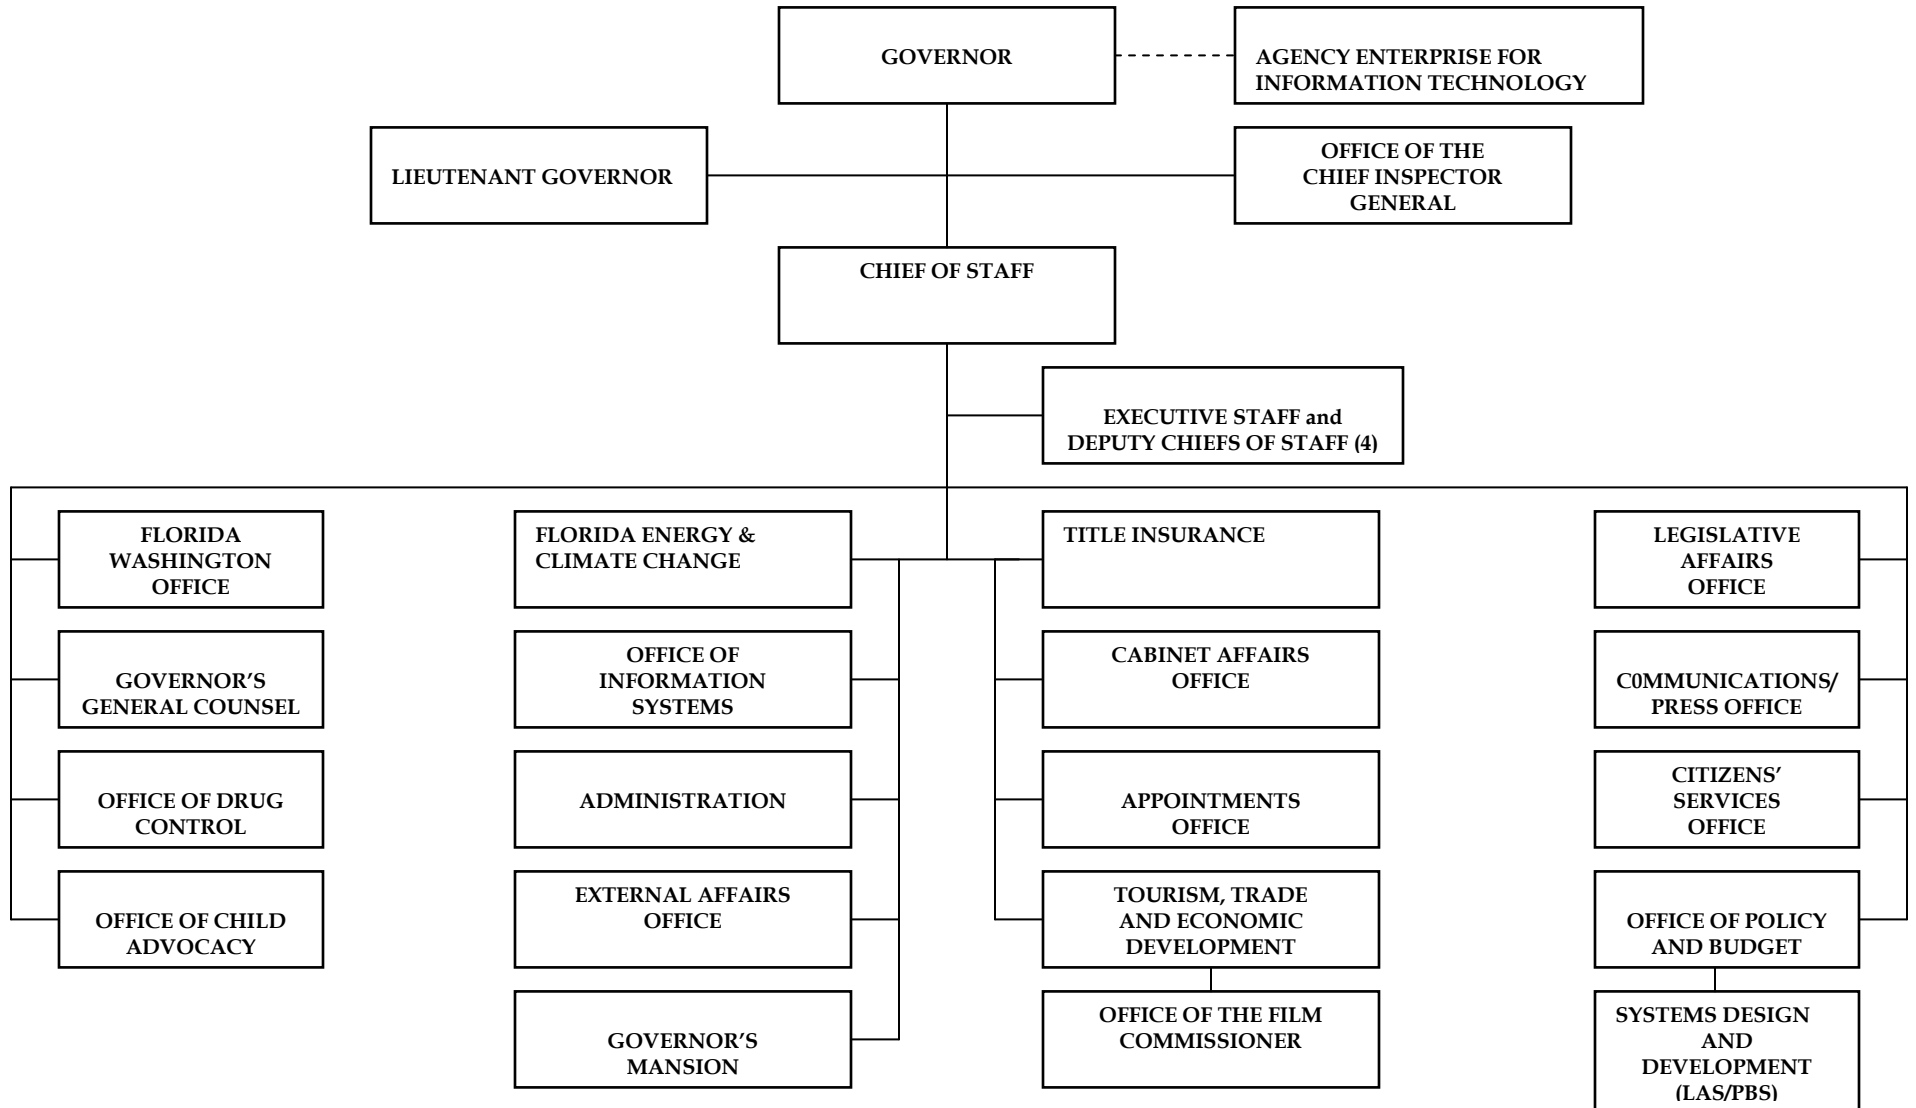 GOVERNOR
AGENCY ENTERPRISE FOR
INFORMATION TECHNOLOGY
LIEUTENANT GOVERNOR
OFFICE OF THE
CHIEF INSPECTOR
GENERAL
CHIEF OF STAFF
EXECUTIVE STAFF and
DEPUTY CHIEFS OF STAFF (4)
FLORIDA
WASHINGTON
OFFICE
FLORIDA ENERGY &
CLIMATE CHANGE
TITLE INSURANCE
LEGISLATIVE
AFFAIRS
OFFICE
GOVERNOR’S
GENERAL COUNSEL
OFFICE OF
INFORMATION
SYSTEMS
CABINET AFFAIRS
OFFICE
C0MMUNICATIONS/
PRESS OFFICE
OFFICE OF DRUG
CONTROL
ADMINISTRATION
APPOINTMENTS
OFFICE
CITIZENS’
SERVICES
OFFICE
OFFICE OF CHILD
ADVOCACY
EXTERNAL AFFAIRS
OFFICE
TOURISM, TRADE
AND ECONOMIC
DEVELOPMENT
OFFICE OF POLICY
AND BUDGET
GOVERNOR’S
MANSION
OFFICE OF THE FILM
COMMISSIONER
SYSTEMS DESIGN
AND
DEVELOPMENT
(LAS/PBS)